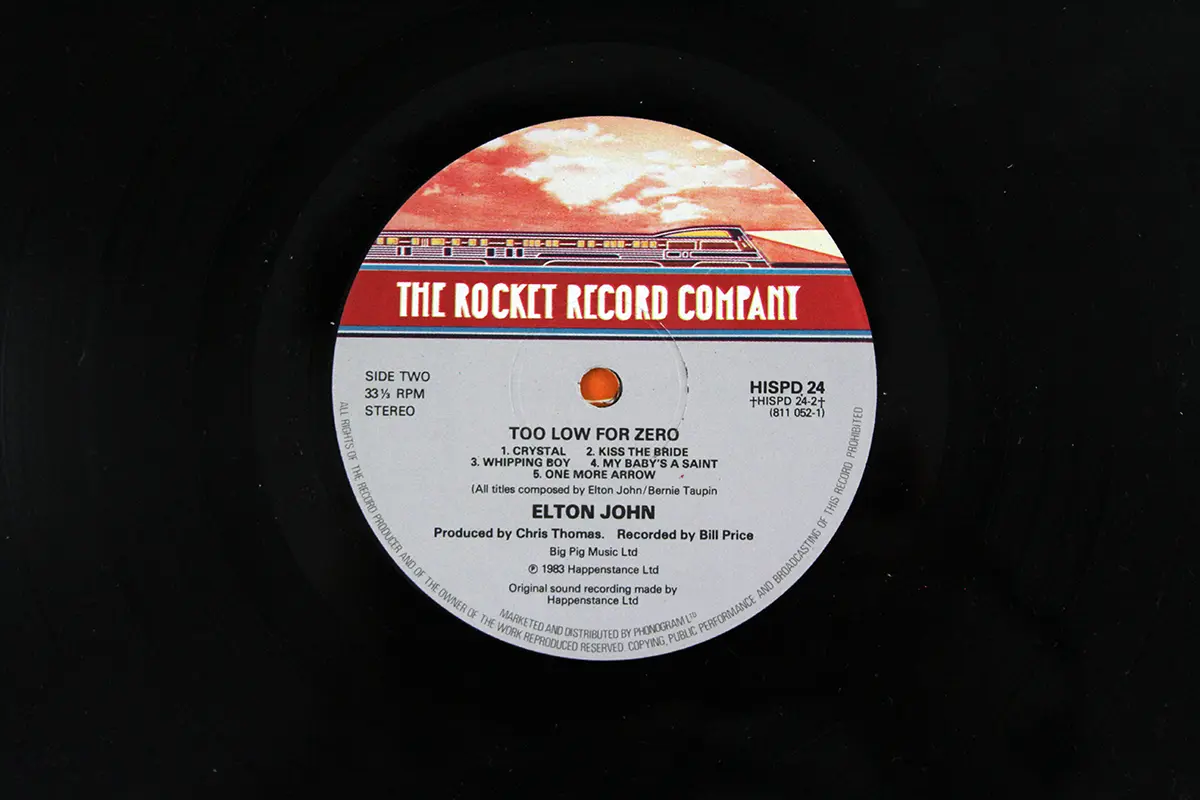 THE ROCKET RECORD COMPANY
SIDE TWO
33⅓ RPM
STEREO
HISPD 24
†HISPD 24-2†
(811 052-1)
TOO LOW FOR ZERO
1. CRYSTAL 2. KISS THE BRIDE
3. WHIPPING BOY 4. MY BABY'S A SAINT
5. ONE MORE ARROW
(All titles composed by Elton John/Bernie Taupin
ELTON JOHN
Produced by Chris Thomas. Recorded by Bill Price
Big Pig Music Ltd
℗ 1983 Happenstance Ltd
Original sound recording made by
Happenstance Ltd
MARKETED AND DISTRIBUTED BY PHONOGRAM LTD
ALL RIGHTS OF THE RECORD PRODUCER AND OF THE OWNER OF THE WORK REPRODUCED RESERVED. COPYING, PUBLIC PERFORMANCE AND BROADCASTING OF THIS RECORD PROHIBITED